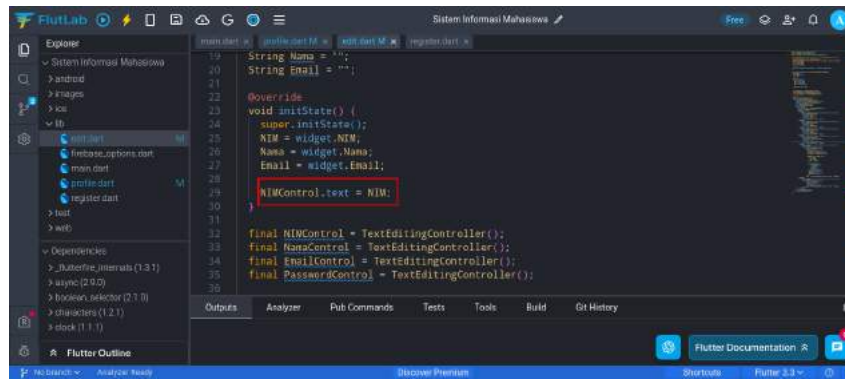 FlutLab
Sistem Informasi Mahasiswa
Free
Explorer
main.dart
profile.dart M
edit.dart M
register.dart
Sistem Informasi Mahasiswa
android
images
ios
lib
edit.dart M
firebase_options.dart
main.dart
profile.dart M
register.dart
test
web
Dependencies
_flutterfire_internals (1.3.1)
async (2.9.0)
boolean_selector (2.1.0)
characters (1.2.1)
clock (1.1.1)
Flutter Outline
19 String Nama = "";
20 String Email = "";
21
22 @override
23 void initState() {
24 super.initState();
25 NIM = widget.NIM;
26 Nama = widget.Nama;
27 Email = widget.Email;
28
29 NIMControl.text = NIM;
30 }
31
32 final NIMControl = TextEditingController();
33 final NamaControl = TextEditingController();
34 final EmailControl = TextEditingController();
35 final PasswordControl = TextEditingController();
36
Outputs Analyzer Pub Commands Tests Tools Build Git History
Flutter Documentation
No branch Analyzer Ready Discover Premium Shortcuts Flutter 3.3